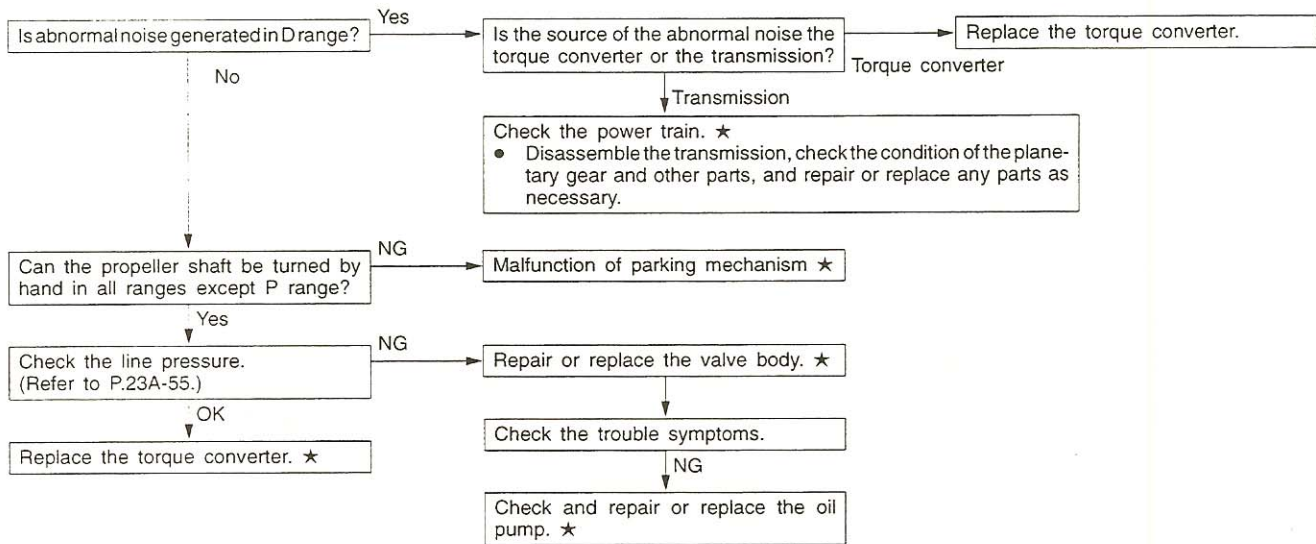 Is abnormal noise generated in D range?
Yes
Is the source of the abnormal noise the
torque converter or the transmission?
Replace the torque converter.
Torque converter
No
Transmission
Check the power train. ★
● Disassemble the transmission, check the condition of the plane-
tary gear and other parts, and repair or replace any parts as
necessary.
Can the propeller shaft be turned by
hand in all ranges except P range?
NG
Malfunction of parking mechanism ★
Yes
Check the line pressure.
(Refer to P.23A-55.)
NG
Repair or replace the valve body. ★
OK
Check the trouble symptoms.
Replace the torque converter. ★
NG
Check and repair or replace the oil
pump. ★